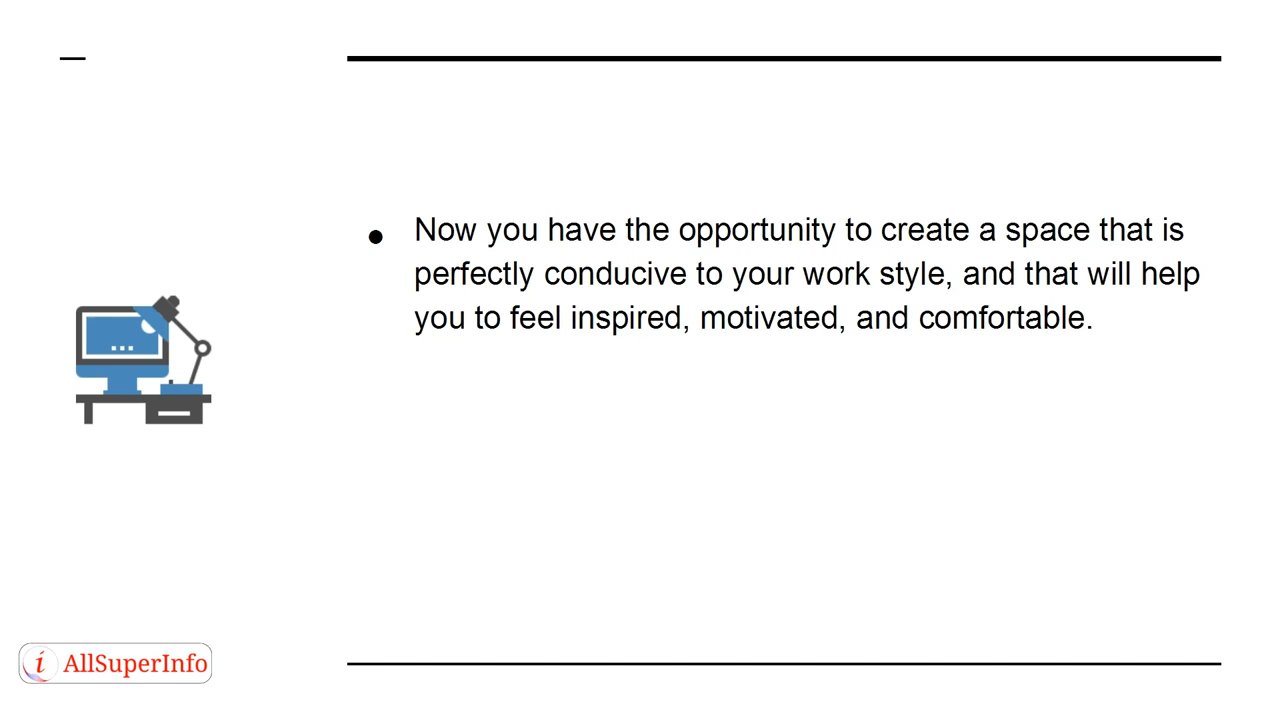 ● Now you have the opportunity to create a space that is
perfectly conducive to your work style, and that will help
you to feel inspired, motivated, and comfortable.
i AllSuperInfo